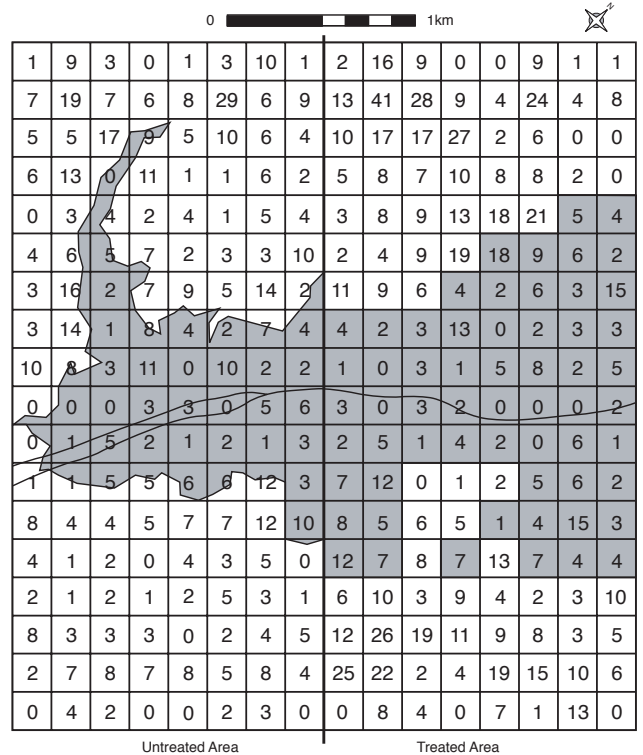 0 1km
N
1 9 3 0 1 3 10 1 2 16 9 0 0 9 1 1
7 19 7 6 8 29 6 9 13 41 28 9 4 24 4 8
5 5 17 9 5 10 6 4 10 17 17 27 2 6 0 0
6 13 0 11 1 1 6 2 5 8 7 10 8 8 2 0
0 3 4 2 4 1 5 4 3 8 9 13 18 21 5 4
4 6 5 7 2 3 3 10 2 4 9 19 18 9 6 2
3 16 2 7 9 5 14 2 11 9 6 4 2 6 3 15
3 14 1 8 4 2 7 4 4 2 3 13 0 2 3 3
10 8 3 11 0 10 2 2 1 0 3 1 5 8 2 5
0 0 0 3 3 0 5 6 3 0 3 2 0 0 0 2
0 1 5 2 1 2 1 3 2 5 1 4 2 0 6 1
1 1 5 5 6 6 12 3 7 12 0 1 2 5 6 2
8 4 4 5 7 7 12 10 8 5 6 5 1 4 15 3
4 1 2 0 4 3 5 0 12 7 8 7 13 7 4 4
2 1 2 1 2 5 3 1 6 10 3 9 4 2 3 10
8 3 3 3 0 2 4 5 12 26 19 11 9 8 3 5
2 7 8 7 8 5 8 4 25 22 2 4 19 15 10 6
0 4 2 0 0 2 3 0 0 8 4 0 7 1 13 0
Untreated Area Treated Area